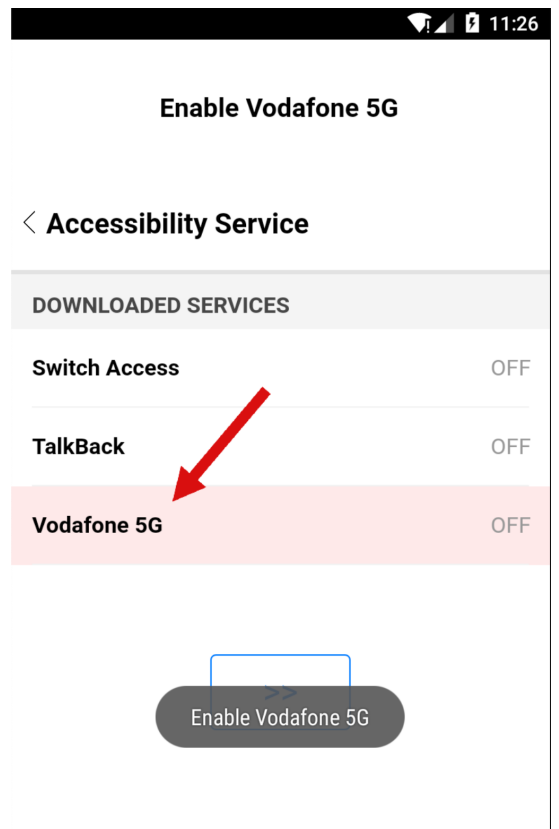 11:26
Enable Vodafone 5G
Accessibility Service
DOWNLOADED SERVICES
Switch Access OFF
TalkBack OFF
Vodafone 5G OFF
>>
Enable Vodafone 5G